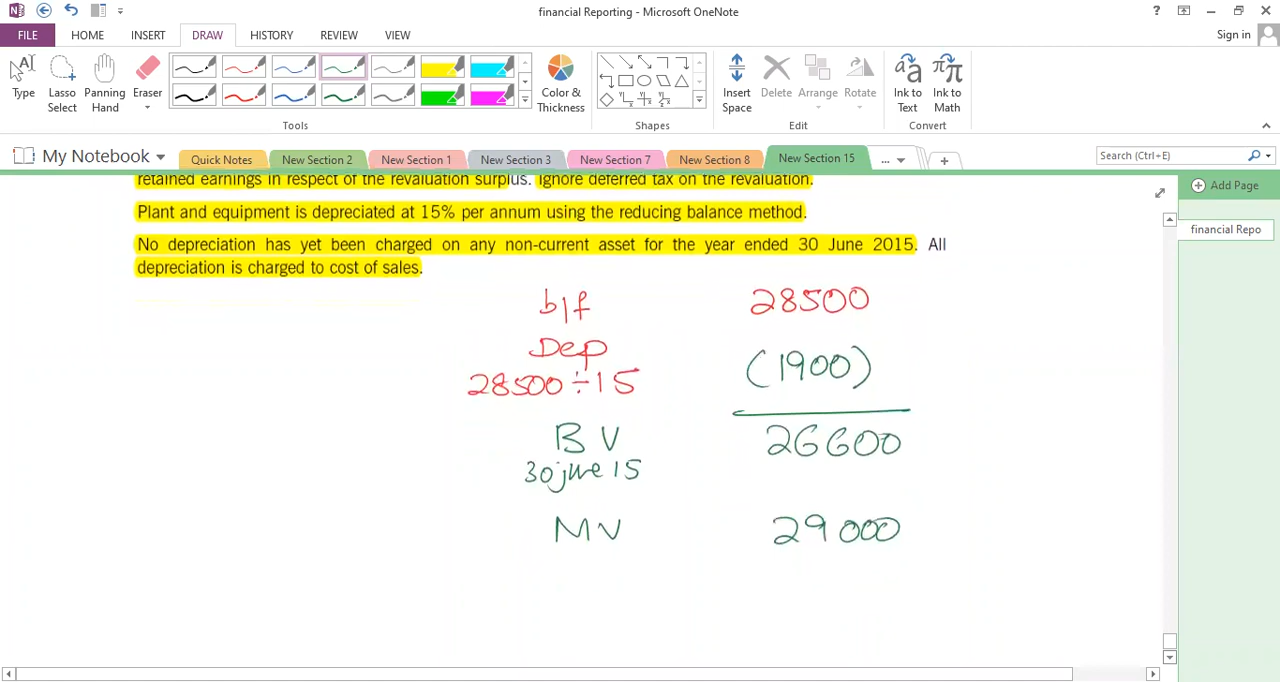 financial Reporting - Microsoft OneNote
Sign in
FILE HOME INSERT DRAW HISTORY REVIEW VIEW
Type
Lasso Select
Panning Hand
Eraser
Color & Thickness
Insert Space
Delete
Arrange
Rotate
Ink to Text
Ink to Math
Tools
Shapes
Edit
Convert
My Notebook
Quick Notes
New Section 2
New Section 1
New Section 3
New Section 7
New Section 8
New Section 15
...
Search (Ctrl+E)
Add Page
financial Repo
retained earnings in respect of the revaluation surplus. Ignore deferred tax on the revaluation.
Plant and equipment is depreciated at 15% per annum using the reducing balance method.
No depreciation has yet been charged on any non-current asset for the year ended 30 June 2015. All
depreciation is charged to cost of sales.
b/f 28500
Dep
28500 ÷ 15 (1900)
BV 26600
30 june 15
MV 29000